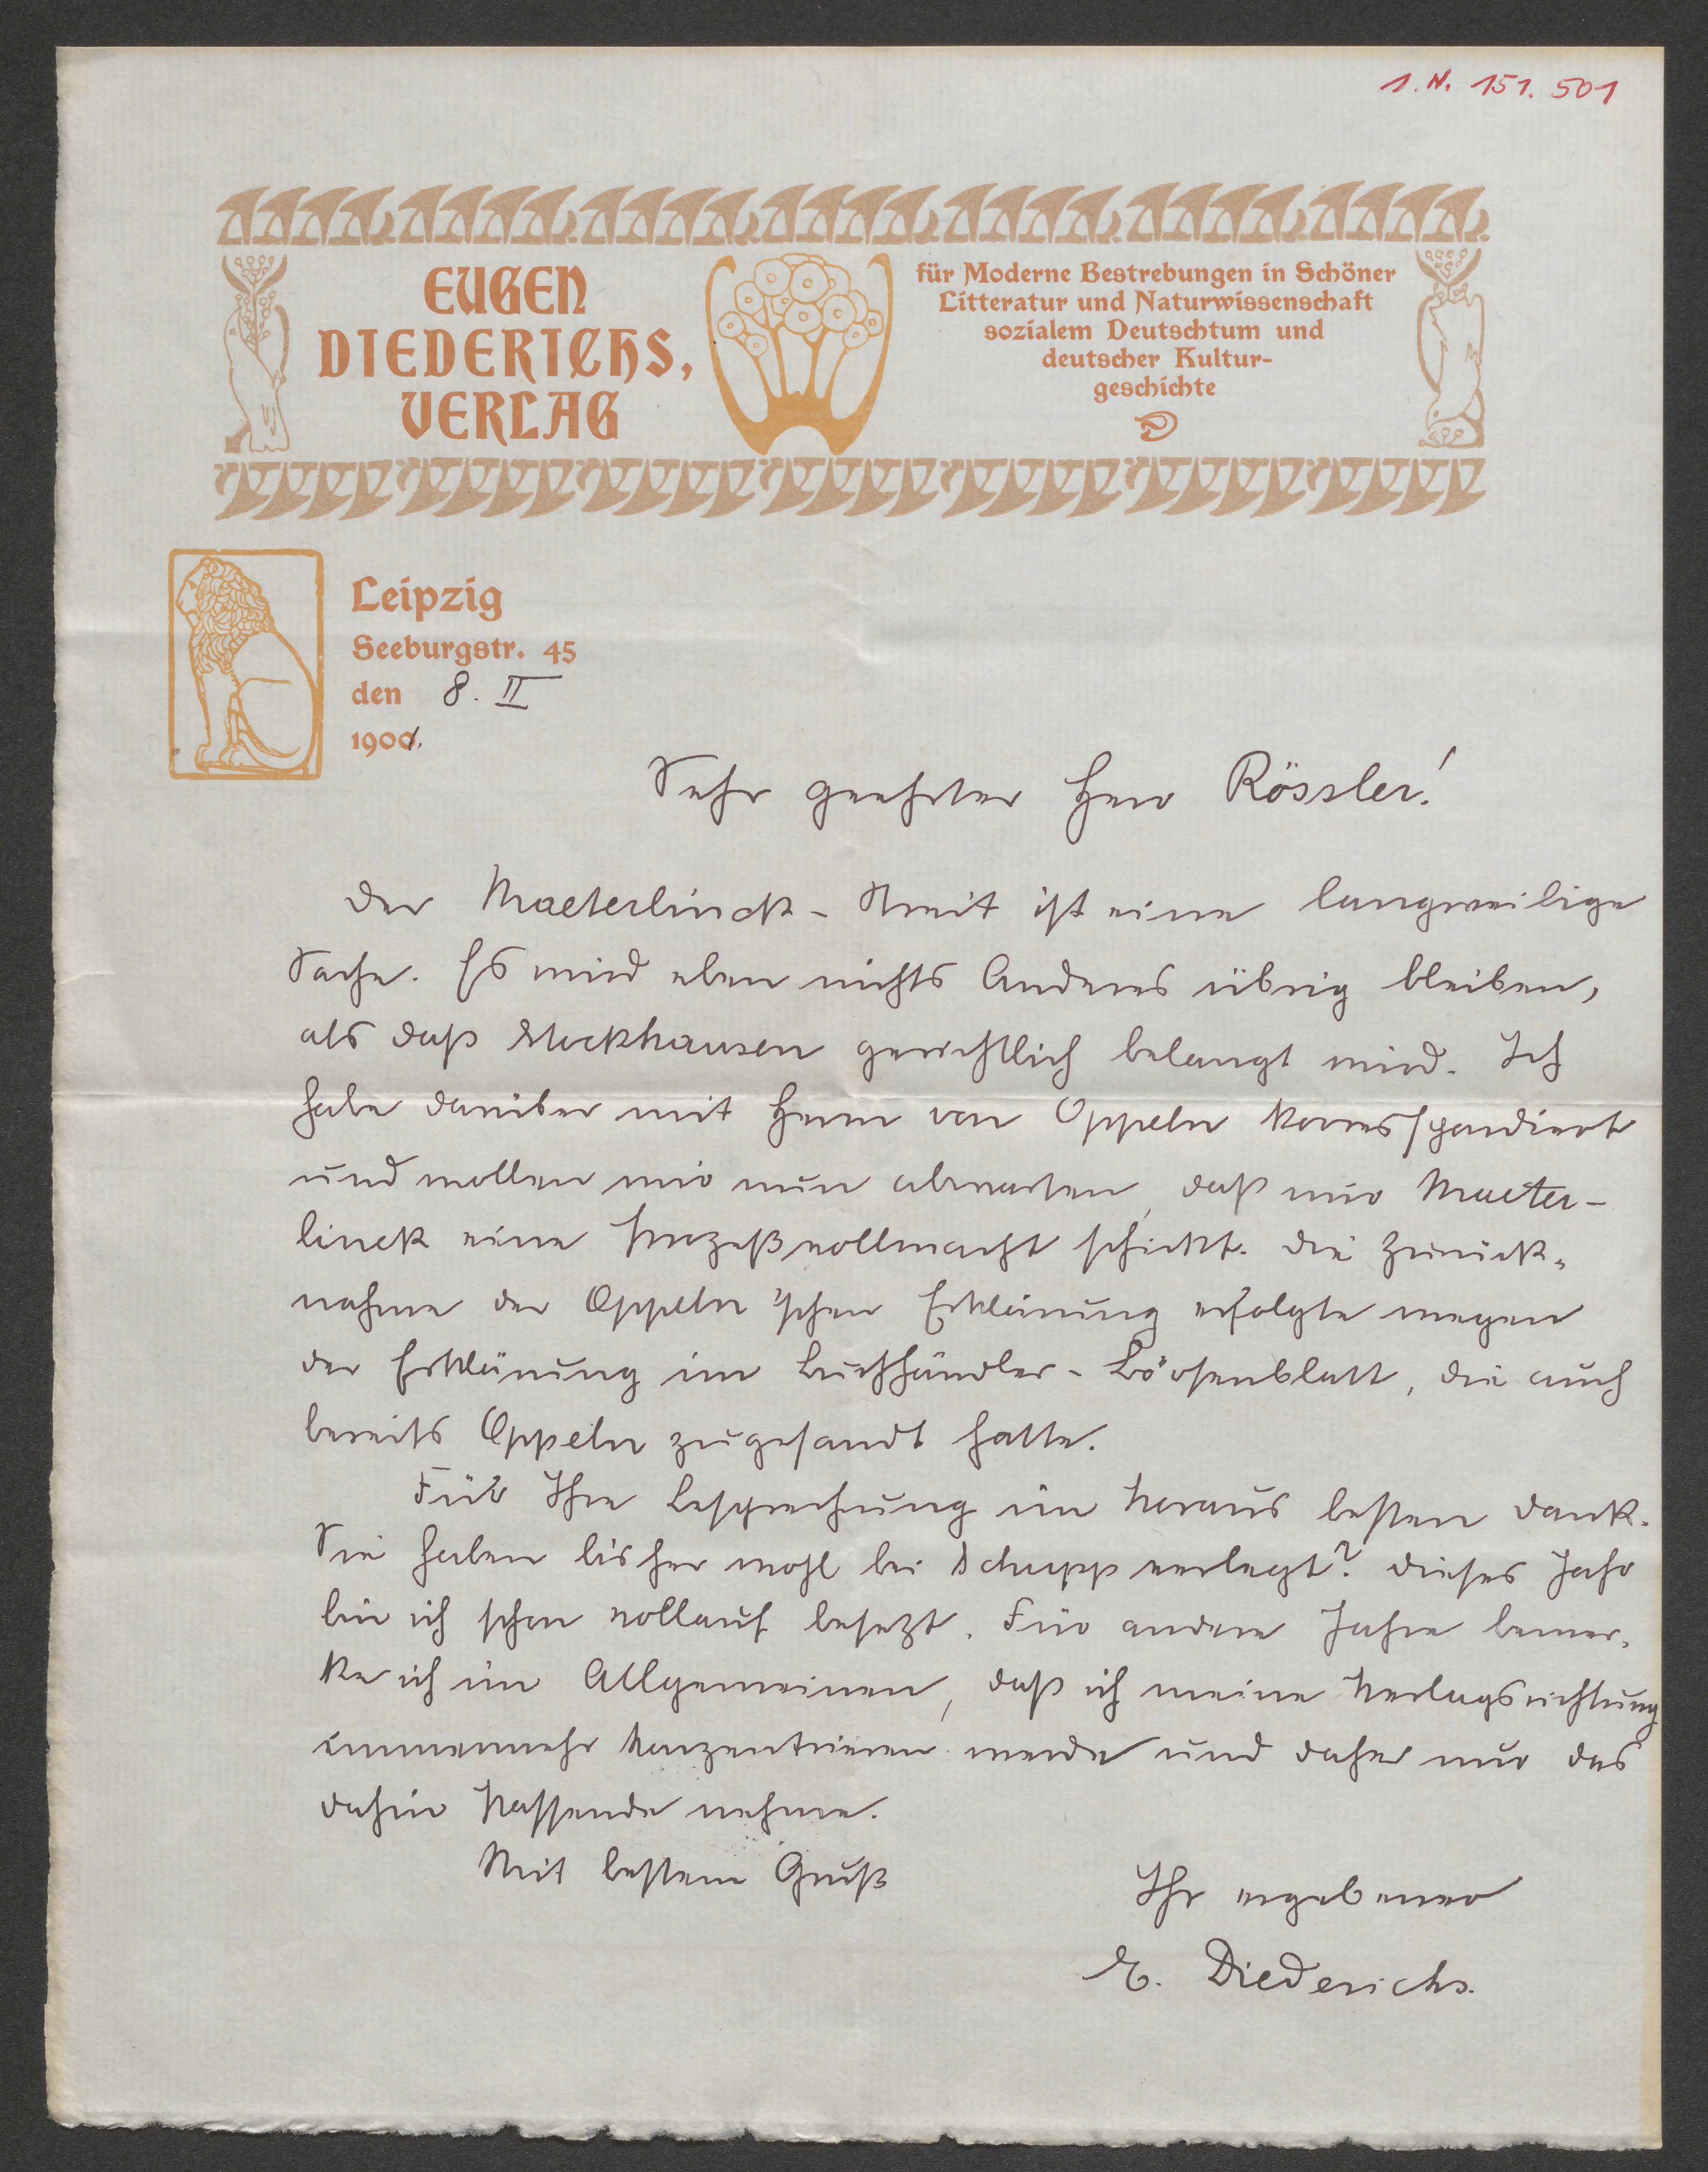 I. N. 151.501
EUGEN
DIEDERICHS,
VERLAG
für Moderne Bestrebungen in Schöner
Litteratur und Naturwissenschaft
sozialem Deutschtum und
deutscher Kultur-
geschichte
Leipzig
Seeburgstr. 45
den 8. II
1901.
Sehr geehrter Herr Rössler!
Der Maeterlinck-Streit ist eine langweilige
Sache. Es wird eben nichts Anderes übrig bleiben,
als daß Stockhausen gerichtlich belangt wird. Ich
habe darüber mit Herrn von Oppeln korrespondiert
und wollen wir nun abwarten, daß mir Maeter-
linck eine Prozeßvollmacht schickt. Die Zurück-
nahme der Oppeln'schen Erklärung erfolgte wegen
der Erklärung im Buchhändler-Börsenblatt, die auch
bereits Oppeln zugesandt hatte.
Für Ihre Besprechung im Voraus besten Dank.
Sie haben bisher wohl bei Schupp verlegt? Dieses Jahr
bin ich schon vollauf besetzt. Für andere Jahre bemer-
ke ich im Allgemeinen, daß ich meine Verlagsrichtung
immermehr konzentrieren werde und daher nur das
dahin Passende nehme.
Mit bestem Gruß
Ihr ergebener
E. Diederichs.